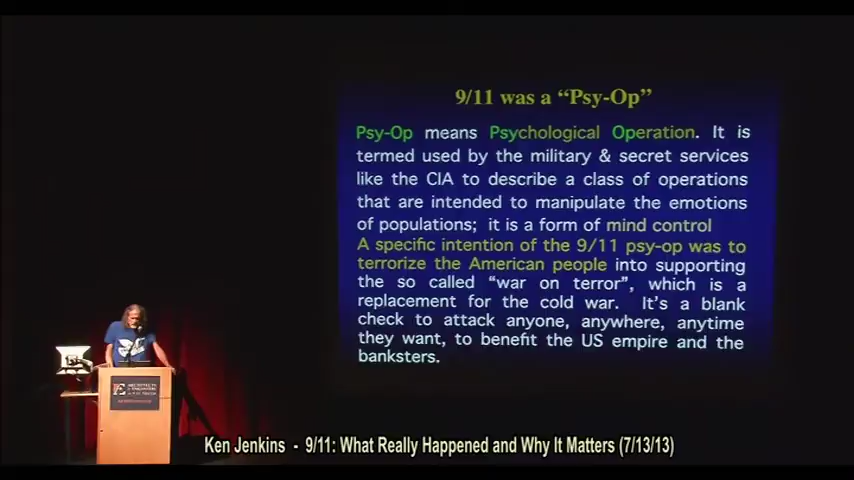 9/11 was a “Psy-Op”
Psy-Op means Psychological Operation. It is
termed used by the military & secret services
like the CIA to describe a class of operations
that are intended to manipulate the emotions
of populations; it is a form of mind control
A specific intention of the 9/11 psy-op was to
terrorize the American people into supporting
the so called “war on terror”, which is a
replacement for the cold war. It's a blank
check to attack anyone, anywhere, anytime
they want, to benefit the US empire and the
banksters.
ARCHITECTS
Ken Jenkins - 9/11: What Really Happened and Why It Matters (7/13/13)